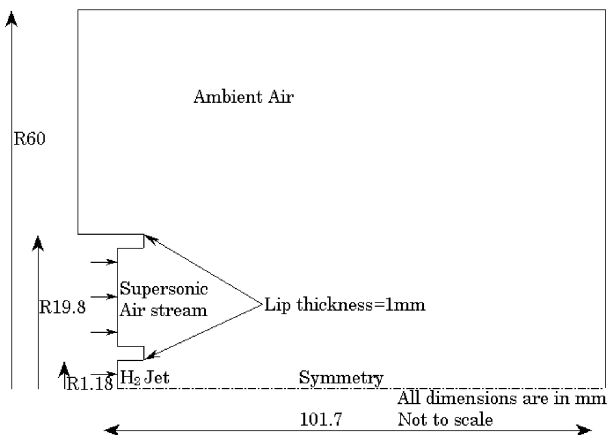 Ambient Air
R60
Supersonic
Air stream
Lip thickness=1mm
R19.8
R1.18
H₂ Jet
Symmetry
All dimensions are in mm
101.7
Not to scale